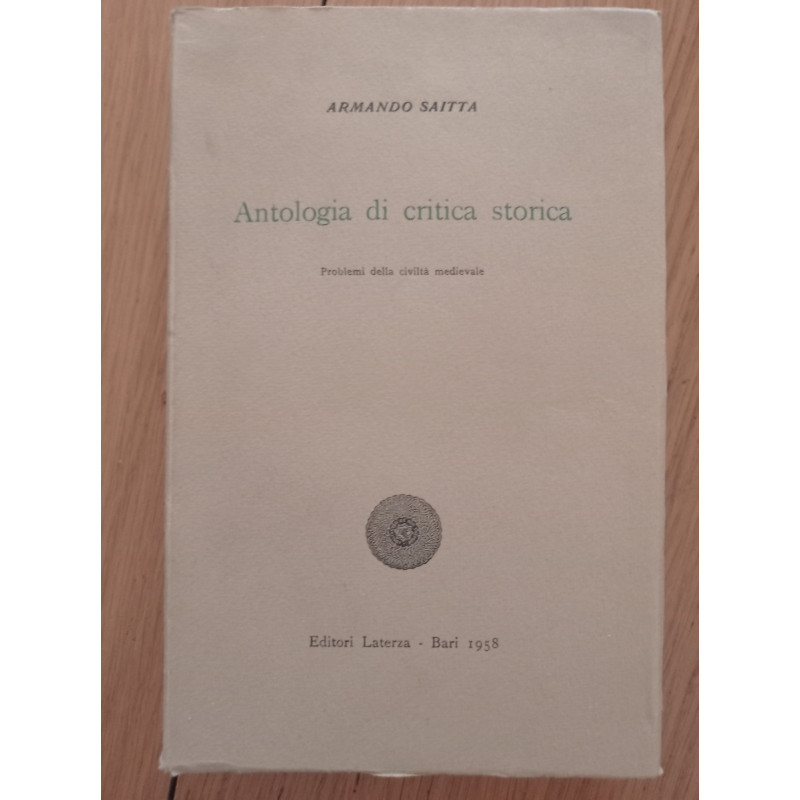 ARMANDO SAITTA
Antologia di critica storica
Problemi della civiltà medievale
Editori Laterza - Bari 1958